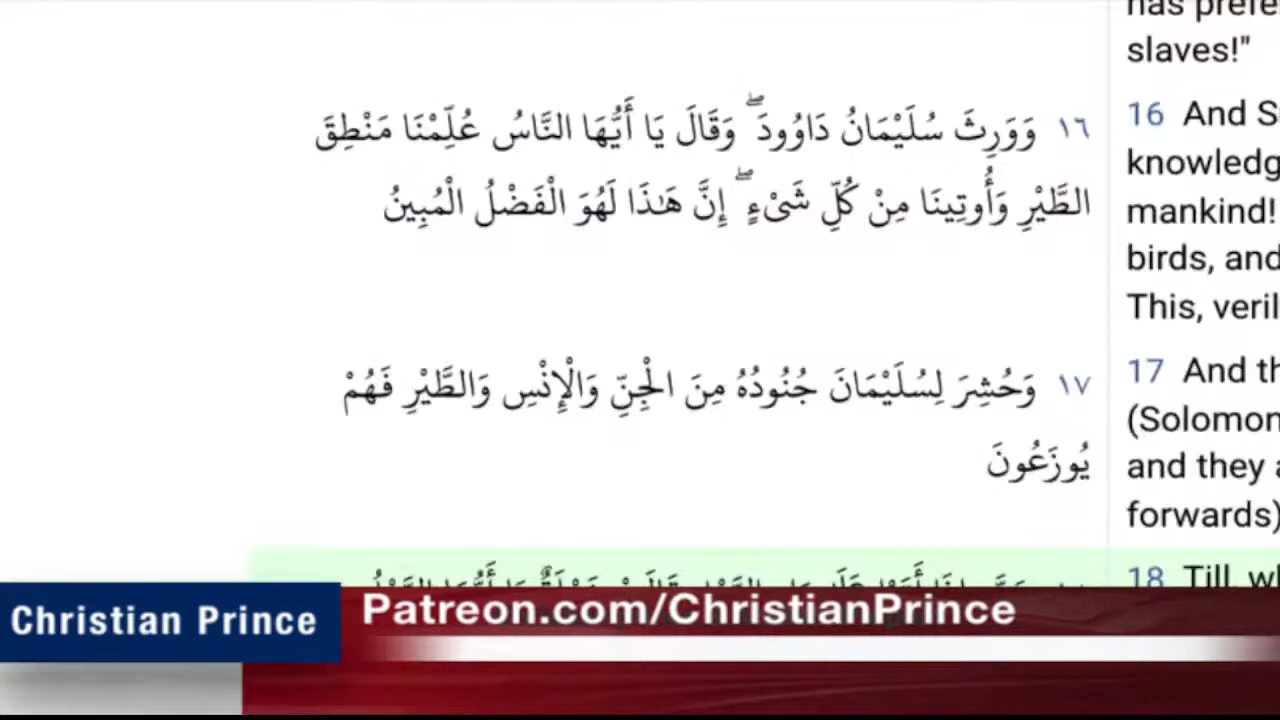 has prefe
slaves!"
١٦ وَوَرِثَ سُلَيْمَانُ دَاوُودَ ۖ وَقَالَ يَا أَيُّهَا النَّاسُ عُلِّمْنَا مَنْطِقَ
الطَّيْرِ وَأُوتِينَا مِنْ كُلِّ شَيْءٍ ۖ إِنَّ هَٰذَا لَهُوَ الْفَضْلُ الْمُبِينُ
16 And S
knowledg
mankind!
birds, and
This, veril
١٧ وَحُشِرَ لِسُلَيْمَانَ جُنُودُهُ مِنَ الْجِنِّ وَالْإِنْسِ وَالطَّيْرِ فَهُمْ
يُوزَعُونَ
17 And th
(Solomon
and they a
forwards)
18 Till, wh
Christian Prince
Patreon.com/ChristianPrince